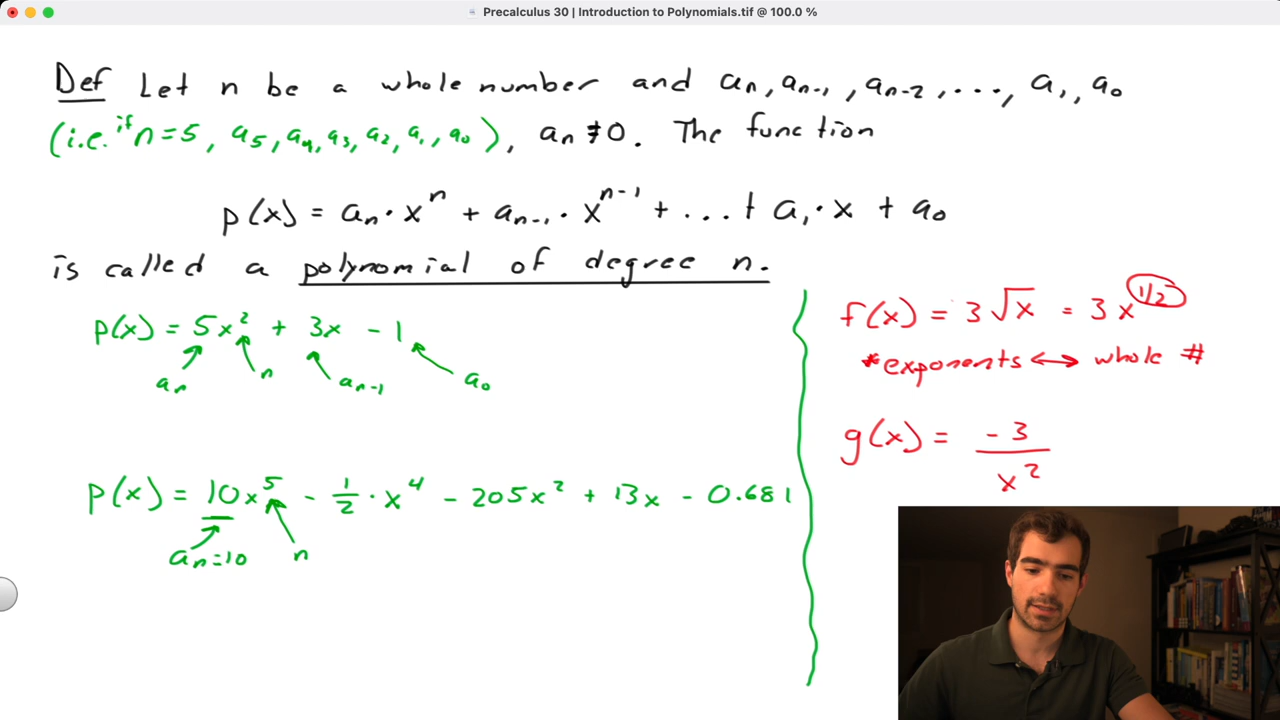 Precalculus 30 | Introduction to Polynomials.tif @ 100.0 %
Def Let n be a whole number and aₙ, aₙ₋₁, aₙ₋₂, ..., a₁, a₀
(i.e. if n=5, a₅, a₄, a₃, a₂, a₁, a₀), aₙ ≠ 0. The function
p(x) = aₙ · xⁿ + aₙ₋₁ · xⁿ⁻¹ + ... + a₁ · x + a₀
is called a polynomial of degree n.
p(x) = 5x² + 3x - 1
aₙ n aₙ₋₁ a₀
p(x) = 10x⁵ - 1/2 · x⁴ - 205x² + 13x - 0.681
aₙ=10 n
f(x) = 3√x = 3x^(1/2)
*exponents ↔ whole #
g(x) = -3/x²